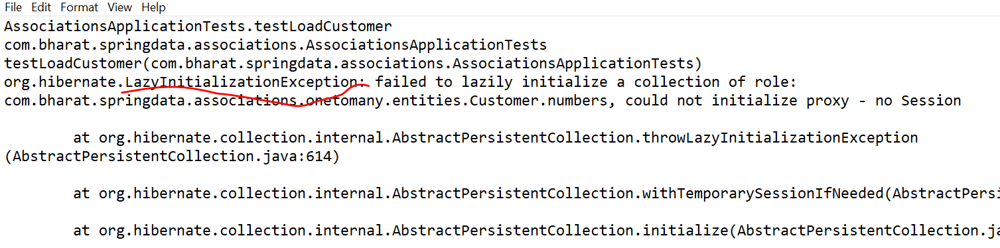 File Edit Format View Help
AssociationsApplicationTests.testLoadCustomer
com.bharat.springdata.associations.AssociationsApplicationTests
testLoadCustomer(com.bharat.springdata.associations.AssociationsApplicationTests)
org.hibernate.LazyInitializationException: failed to lazily initialize a collection of role:
com.bharat.springdata.associations.onetomany.entities.Customer.numbers, could not initialize proxy - no Session
at org.hibernate.collection.internal.AbstractPersistentCollection.throwLazyInitializationException
(AbstractPersistentCollection.java:614)
at org.hibernate.collection.internal.AbstractPersistentCollection.withTemporarySessionIfNeeded(AbstractPersi
at org.hibernate.collection.internal.AbstractPersistentCollection.initialize(AbstractPersistentCollection.ja